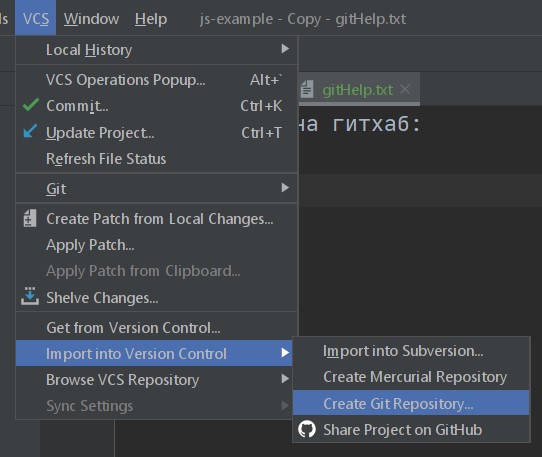 VCS Window Help js-example - Copy - gitHelp.txt
Local History
VCS Operations Popup... Alt+`
gitHelp.txt
Commit... Ctrl+K
на гитхаб:
Update Project... Ctrl+T
Refresh File Status
Git
Create Patch from Local Changes...
Apply Patch...
Apply Patch from Clipboard...
Shelve Changes...
Get from Version Control...
Import into Version Control
Import into Subversion...
Browse VCS Repository
Create Mercurial Repository
Sync Settings
Create Git Repository...
Share Project on GitHub